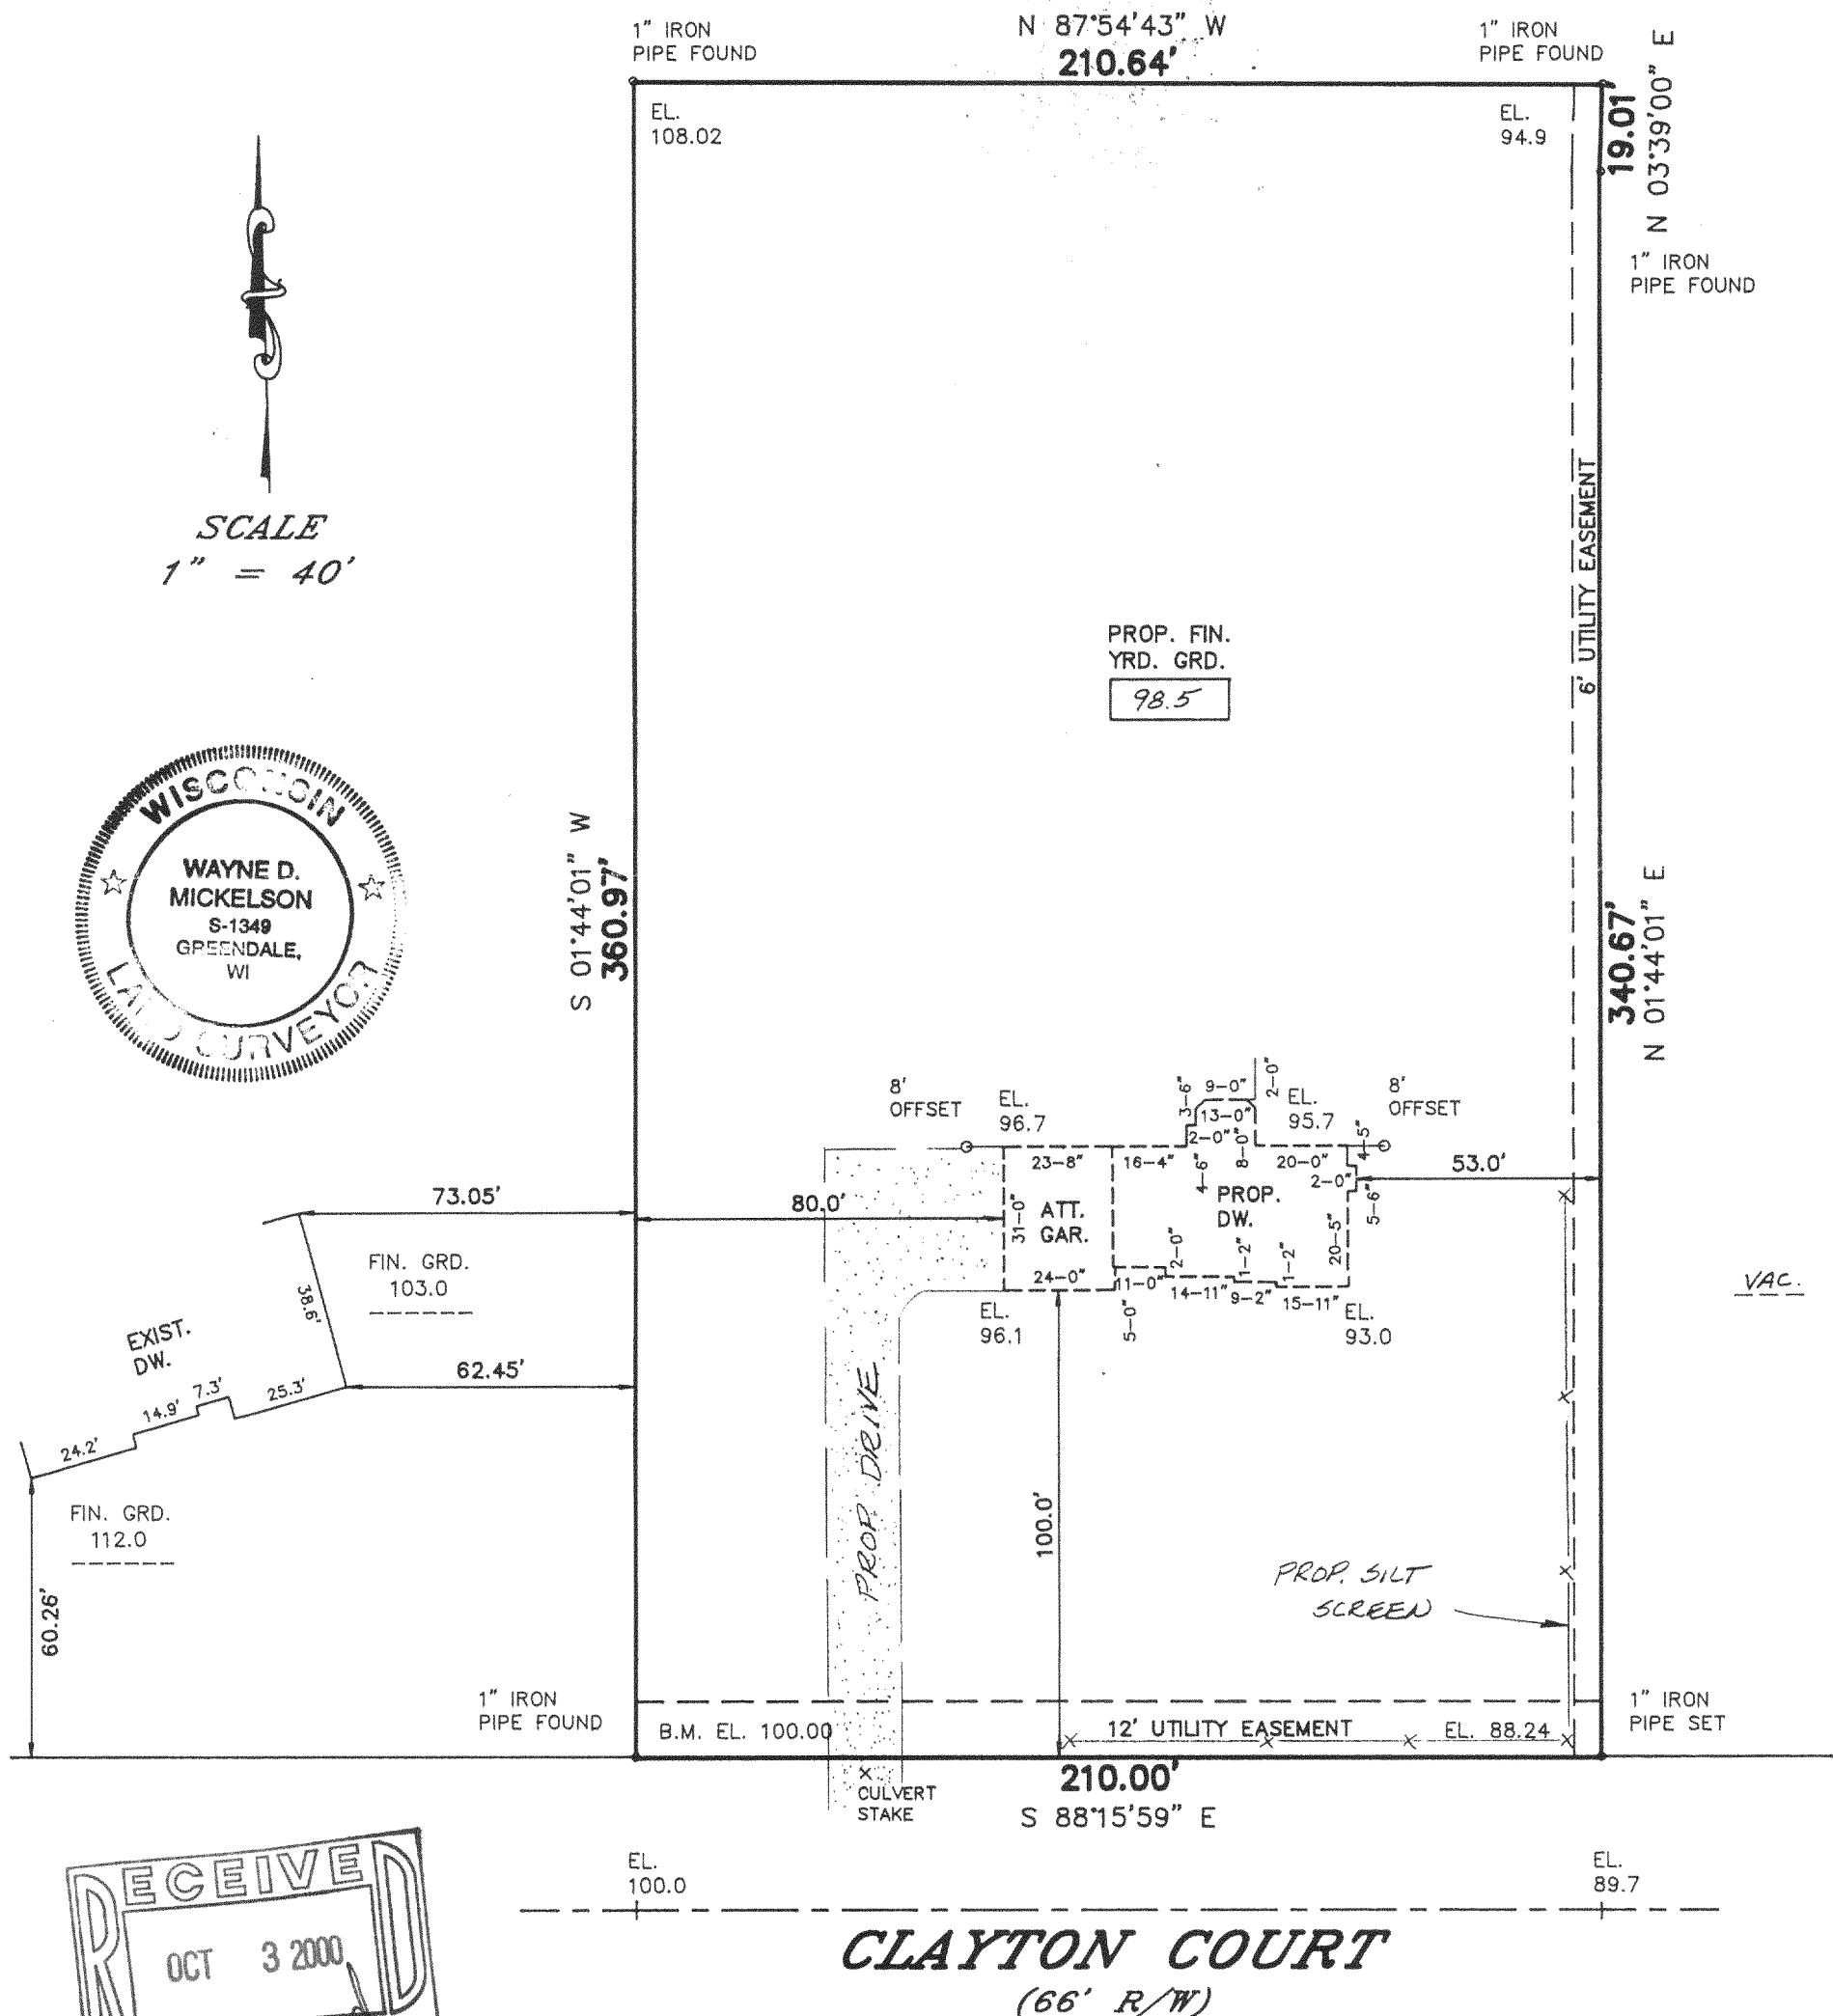 N 87°54'43" W
210.64'
1" IRON
PIPE FOUND
1" IRON
PIPE FOUND
19.01'
N 03°39'00" E
EL.
108.02
EL.
94.9
1" IRON
PIPE FOUND
SCALE
1" = 40'
6' UTILITY EASEMENT
PROP. FIN.
YRD. GRD.
98.5
WISCONSIN
WAYNE D.
MICKELSON
S-1349
GREENDALE,
WI
LAND SURVEYOR
S 01°44'01" W
360.97'
340.67'
N 01°44'01" E
8'
OFFSET
EL.
96.7
3-6"
9-0"
2-0"
13-0"
2-0"
8-0"
EL.
95.7
8'
OFFSET
4-5"
23-8"
16-4"
4-6"
20-0"
2-0"
5-6"
53.0'
73.05'
80.0'
31-0"
ATT.
GAR.
PROP.
DW.
20-5"
FIN. GRD.
103.0
38.6'
24-0"
11-0"
2-0"
14-11"
1-2"
9-2"
1-2"
15-11"
5-0"
EL.
96.1
EL.
93.0
VAC.
EXIST.
DW.
62.45'
24.2'
14.9'
7.3'
25.3'
FIN. GRD.
112.0
60.26'
PROP. DRIVE
100.0'
PROP. SILT
SCREEN
1" IRON
PIPE FOUND
B.M. EL. 100.00
12' UTILITY EASEMENT
EL. 88.24
1" IRON
PIPE SET
CULVERT
STAKE
210.00'
S 88°15'59" E
EL.
100.0
EL.
89.7
RECEIVED
OCT 3 2000
CLAYTON COURT
(66' R/W)